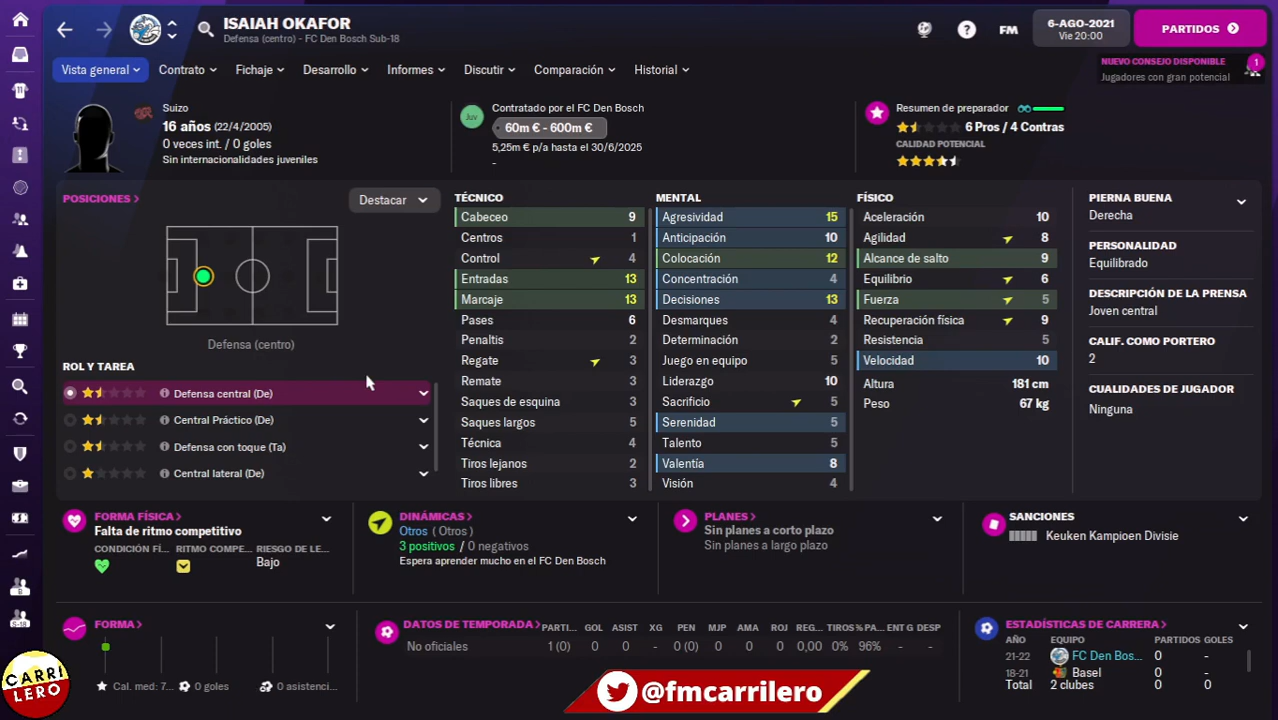 ISAIAH OKAFOR
Defensa (centro) - FC Den Bosch Sub-18
FM
6-AGO-2021
Vie 20:00
PARTIDOS
Vista general
Contrato
Fichaje
Desarrollo
Informes
Discutir
Comparación
Historial
NUEVO CONSEJO DISPONIBLE
Jugadores con gran potencial
1
Suizo
16 años (22/4/2005)
0 veces int. / 0 goles
Sin internacionalidades juveniles
Juv
Contratado por el FC Den Bosch
60m € - 600m €
5,25m € p/a hasta el 30/6/2025
-
Resumen de preparador
6 Pros / 4 Contras
CALIDAD POTENCIAL
POSICIONES
Destacar
Defensa (centro)
ROL Y TAREA
Defensa central (De)
Central Práctico (De)
Defensa con toque (Ta)
Central lateral (De)
TÉCNICO
Cabeceo 9
Centros 1
Control 4
Entradas 13
Marcaje 13
Pases 6
Penaltis 2
Regate 3
Remate 3
Saques de esquina 3
Saques largos 5
Técnica 4
Tiros lejanos 2
Tiros libres 3
MENTAL
Agresividad 15
Anticipación 10
Colocación 12
Concentración 4
Decisiones 13
Desmarques 4
Determinación 2
Juego en equipo 5
Liderazgo 10
Sacrificio 5
Serenidad 5
Talento 5
Valentía 8
Visión 4
FÍSICO
Aceleración 10
Agilidad 8
Alcance de salto 9
Equilibrio 6
Fuerza 5
Recuperación física 9
Resistencia 5
Velocidad 10
Altura 181 cm
Peso 67 kg
PIERNA BUENA
Derecha
PERSONALIDAD
Equilibrado
DESCRIPCIÓN DE LA PRENSA
Joven central
CALIF. COMO PORTERO
2
CUALIDADES DE JUGADOR
Ninguna
FORMA FÍSICA
Falta de ritmo competitivo
CONDICIÓN FÍ... RITMO COMPE... RIESGO DE LE...
Bajo
DINÁMICAS
Otros ( Otros )
3 positivos / 0 negativos
Espera aprender mucho en el FC Den Bosch
PLANES
Sin planes a corto plazo
Sin planes a largo plazo
SANCIONES
Keuken Kampioen Divisie
FORMA
Cal. med: 7... 0 goles 0 asistenci...
DATOS DE TEMPORADA PARTI... GOL ASIST XG PEN MJP AMA ROJ REG... TIROS % PA... ENT G DESP
No oficiales 1 (0) 0 0 - 0 (0) 0 0 0 0,00 0% 96% - -
ESTADÍSTICAS DE CARRERA
AÑO EQUIPO PARTIDOS GOLES
21-22 FC Den Bos... 0 -
18-21 Basel 0 -
Total 2 clubes 0 0
CARRI
LERO
@fmcarrilero